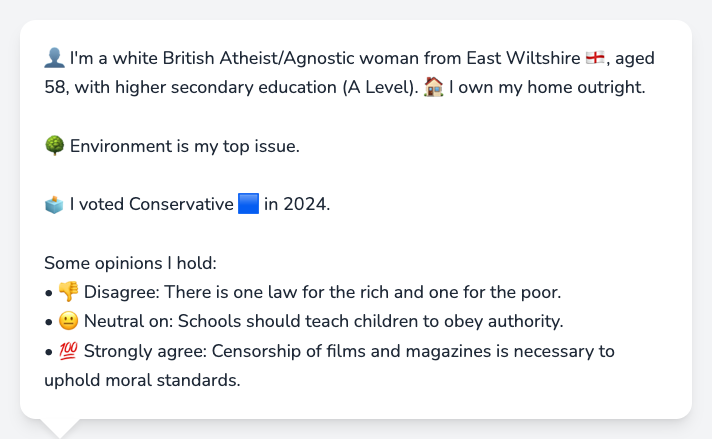 👤 I'm a white British Atheist/Agnostic woman from East Wiltshire 🏴󠁧󠁢󠁥󠁮󠁧󠁿, aged
58, with higher secondary education (A Level). 🏠 I own my home outright.
🌳 Environment is my top issue.
🗳️ I voted Conservative 🟦 in 2024.
Some opinions I hold:
• 👎 Disagree: There is one law for the rich and one for the poor.
• 😐 Neutral on: Schools should teach children to obey authority.
• 💯 Strongly agree: Censorship of films and magazines is necessary to
uphold moral standards.